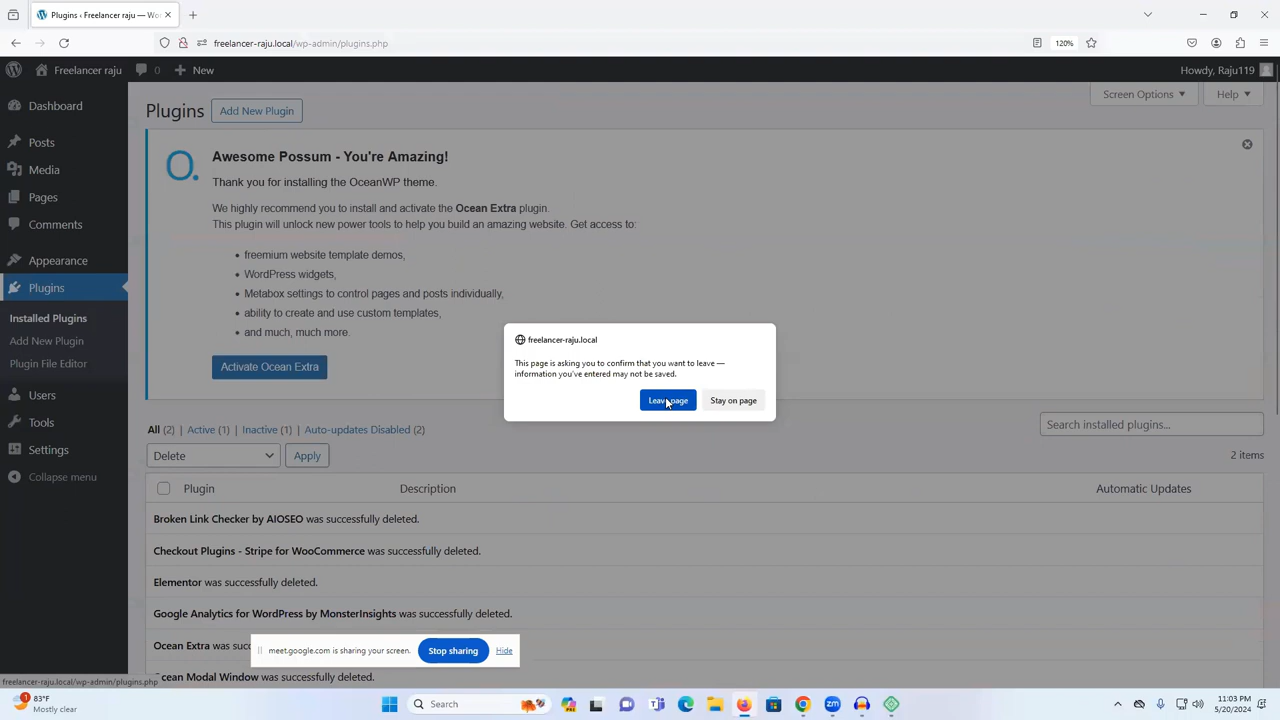 Plugins ‹ Freelancer raju — Wo
freelancer-raju.local/wp-admin/plugins.php
120%
Freelancer raju
0
New
Howdy, Raju119
Dashboard
Posts
Media
Pages
Comments
Appearance
Plugins
Installed Plugins
Add New Plugin
Plugin File Editor
Users
Tools
Settings
Collapse menu
Plugins
Add New Plugin
Screen Options
Help
O.
Awesome Possum - You're Amazing!
Thank you for installing the OceanWP theme.
We highly recommend you to install and activate the Ocean Extra plugin.
This plugin will unlock new power tools to help you build an amazing website. Get access to:
freemium website template demos,
WordPress widgets,
Metabox settings to control pages and posts individually,
ability to create and use custom templates,
and much, much more.
Activate Ocean Extra
freelancer-raju.local
This page is asking you to confirm that you want to leave —
information you've entered may not be saved.
Leave page
Stay on page
All (2) | Active (1) | Inactive (1) | Auto-updates Disabled (2)
Search installed plugins...
Delete
Apply
2 items
Plugin
Description
Automatic Updates
Broken Link Checker by AIOSEO was successfully deleted.
Checkout Plugins - Stripe for WooCommerce was successfully deleted.
Elementor was successfully deleted.
Google Analytics for WordPress by MonsterInsights was successfully deleted.
Ocean Extra was suc
meet.google.com is sharing your screen.
Stop sharing
Hide
Ocean Modal Window was successfully deleted.
freelancer-raju.local/wp-admin/plugins.php
1
83°F
Mostly clear
Search
11:03 PM
5/20/2024